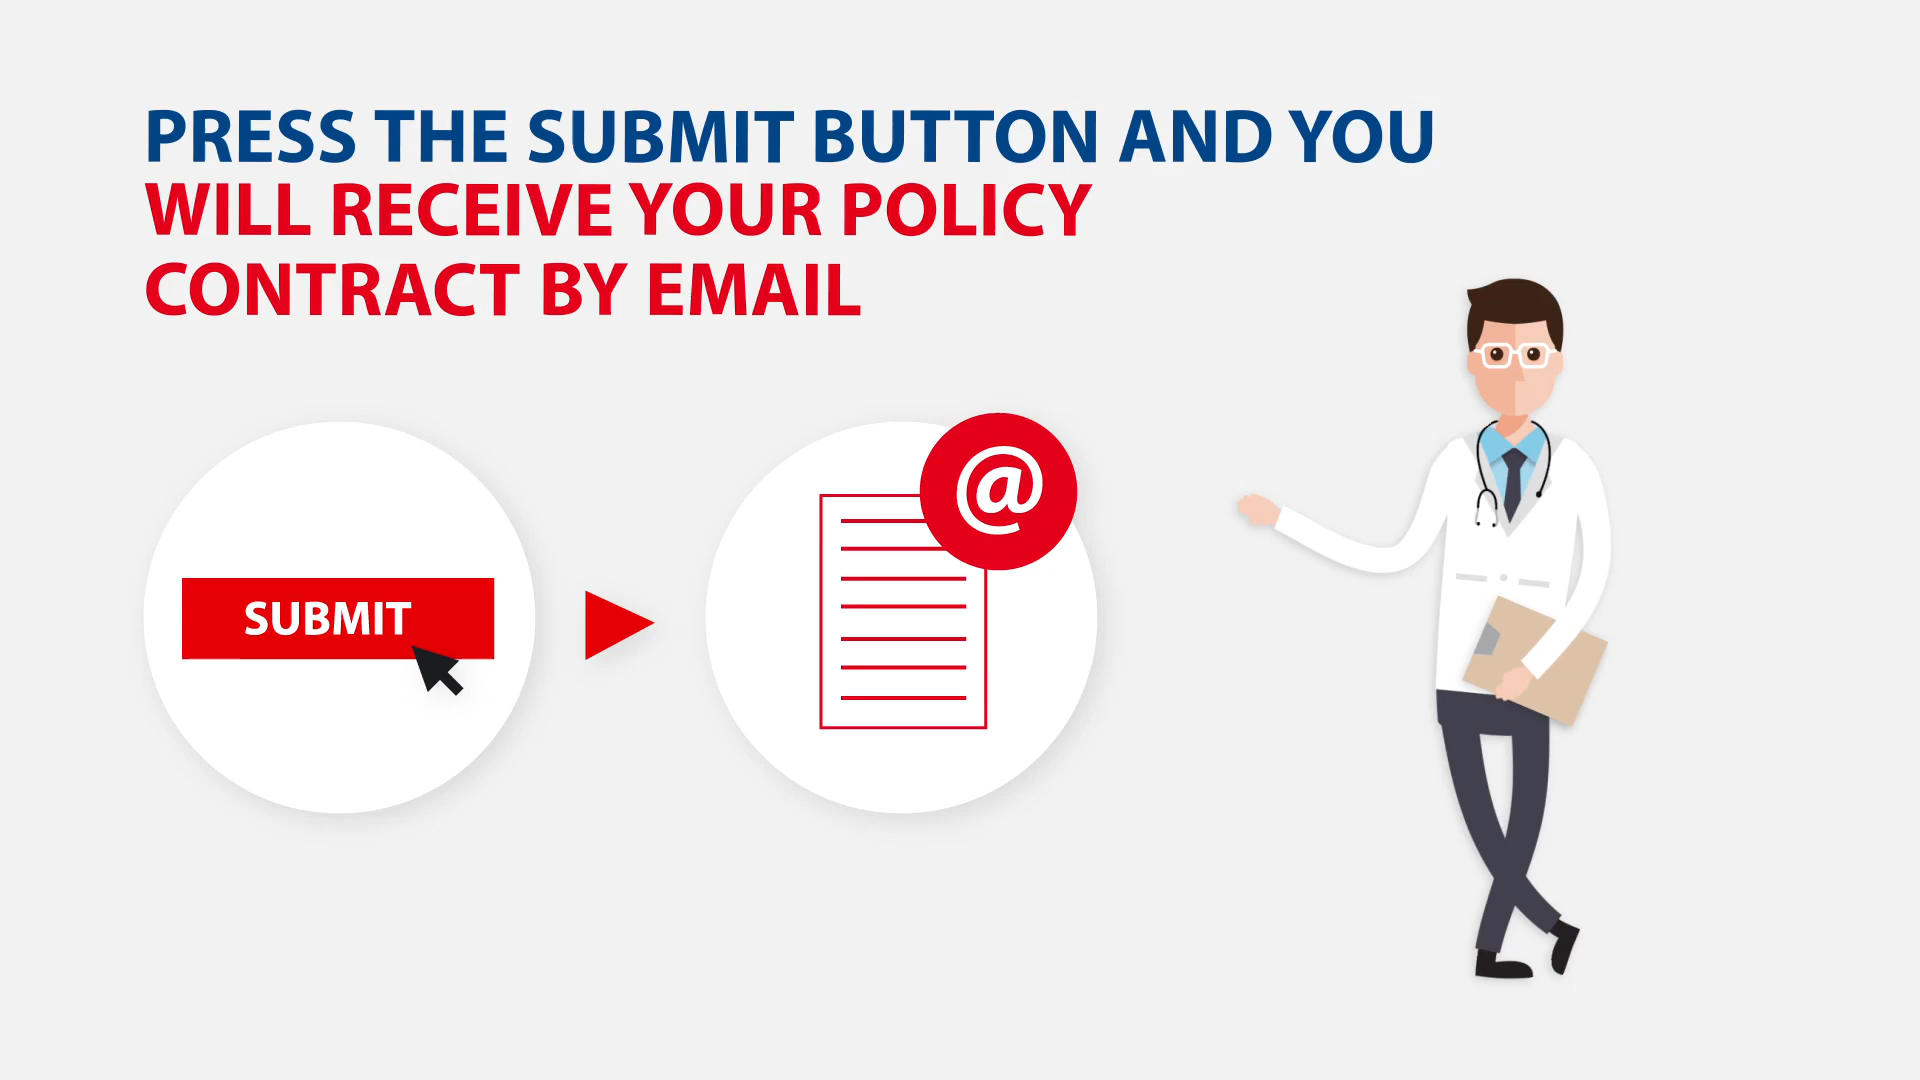 PRESS THE SUBMIT BUTTON AND YOU
WILL RECEIVE YOUR POLICY
CONTRACT BY EMAIL
@
SUBMIT